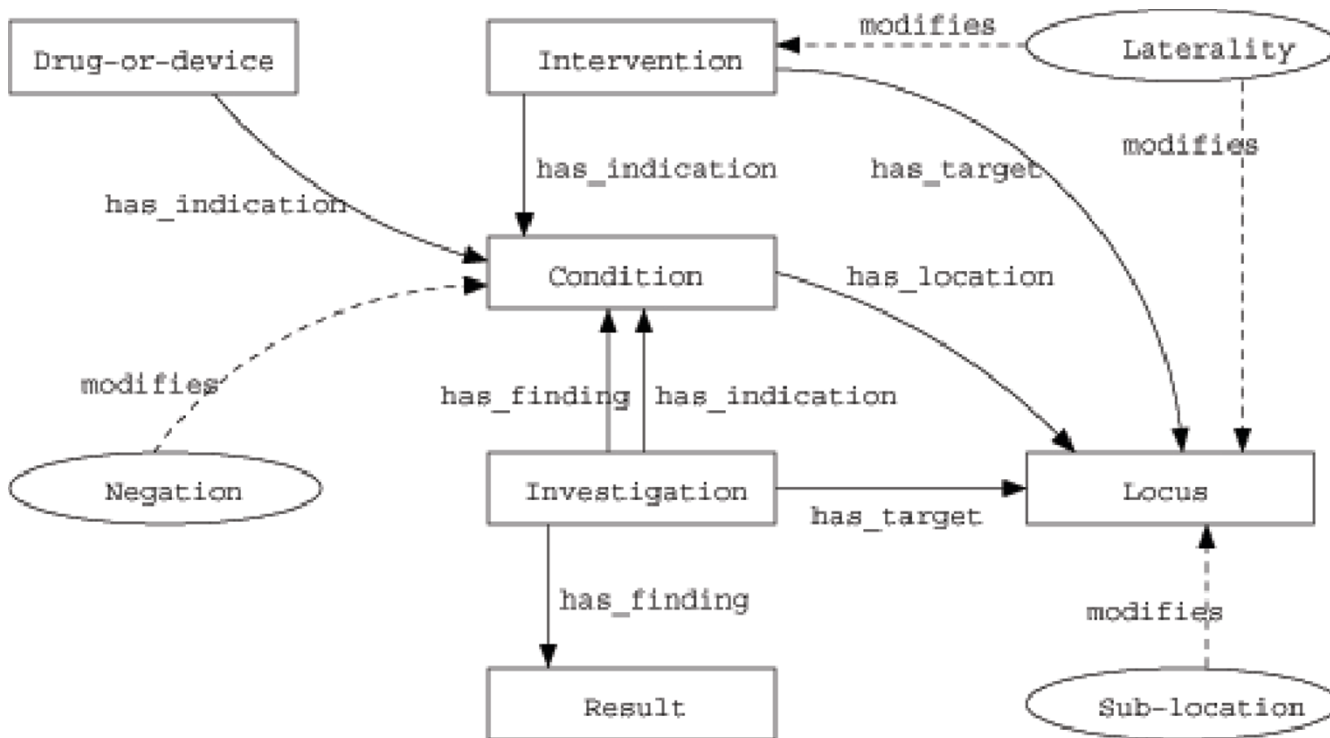 modifies
Drug-or-device
Intervention
Laterality
modifies
has_indication
has_target
has_indication
Condition
has_location
modifies
has_finding
has_indication
Negation
Investigation
Locus
has_target
has_finding
modifies
Result
Sub-location